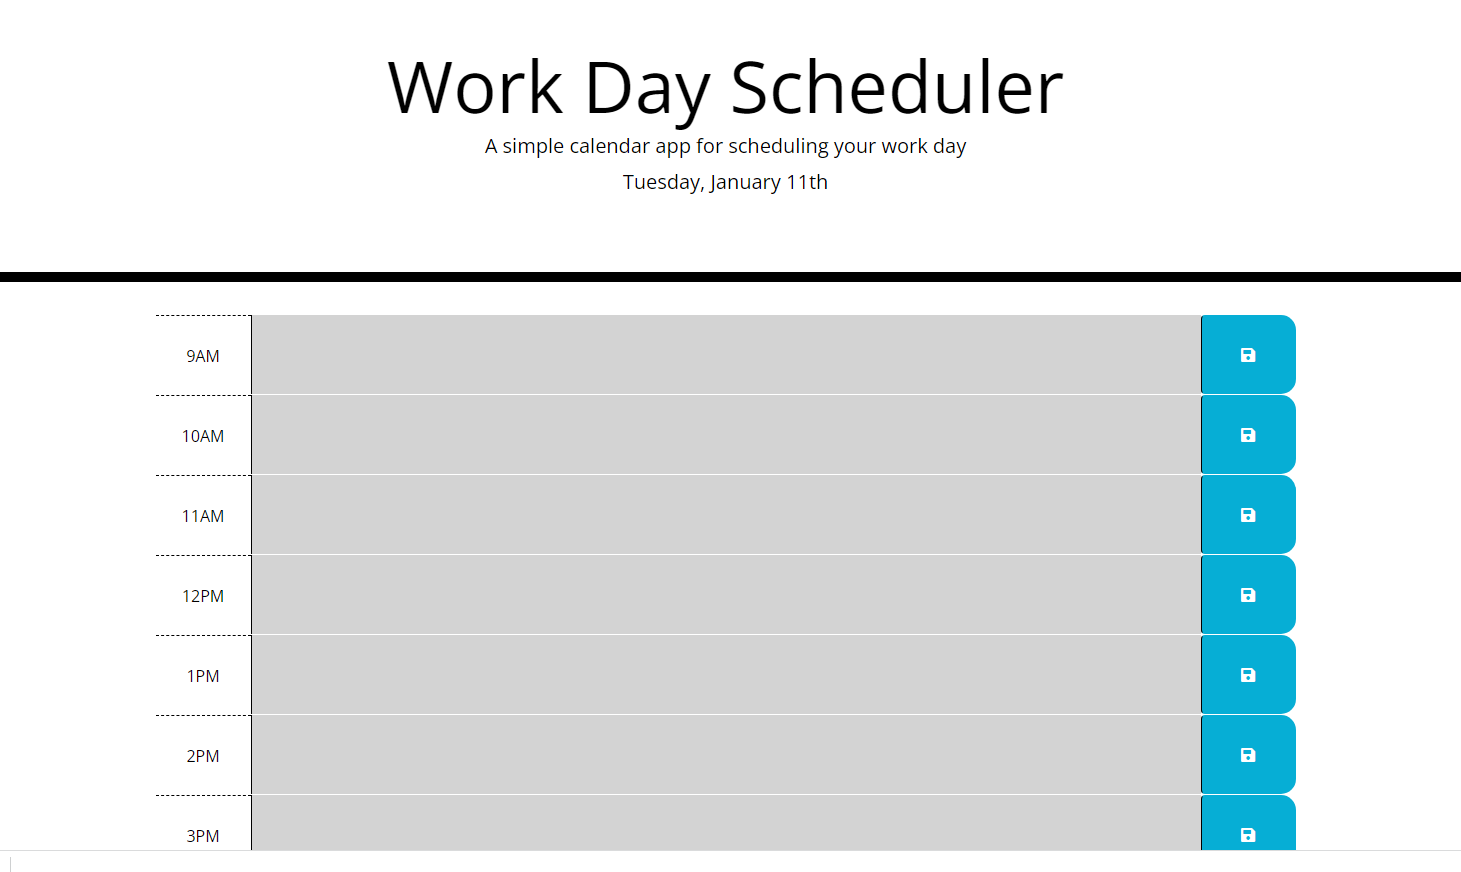 Work Day Scheduler
A simple calendar app for scheduling your work day
Tuesday, January 11th
9AM
10AM
11AM
12PM
1PM
2PM
3PM